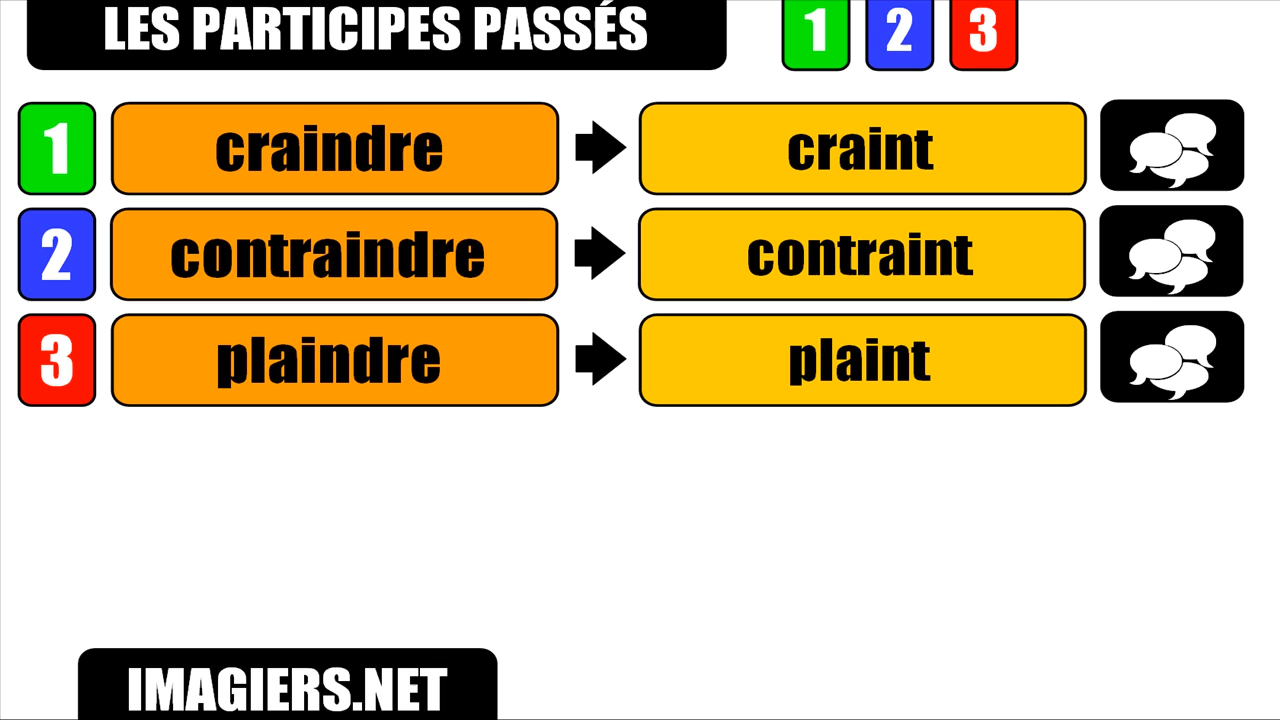 LES PARTICIPES PASSÉS 1 2 3
1 craindre craint
2 contraindre contraint
3 plaindre plaint
IMAGIERS.NET